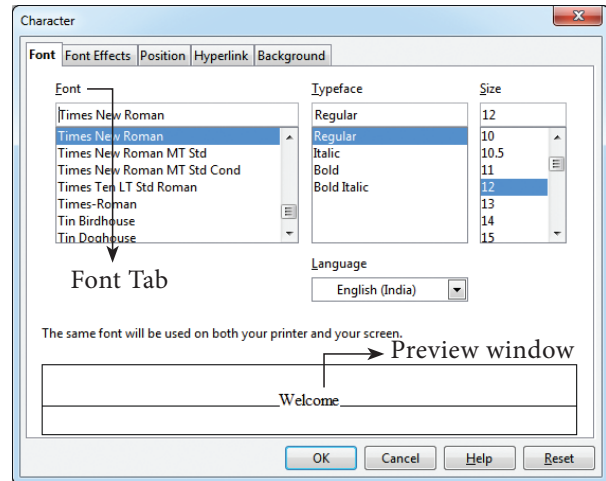 Character
Font Font Effects Position Hyperlink Background
Font Typeface Size
Times New Roman Regular 12
Times New Roman Regular 10
Times New Roman MT Std Italic 10.5
Times New Roman MT Std Cond Bold 11
Times Ten LT Std Roman Bold Italic 12
Times-Roman 13
Tin Birdhouse 14
Tin Doghouse 15
Font Tab
Language
English (India)
The same font will be used on both your printer and your screen.
Preview window
Welcome
OK Cancel Help Reset